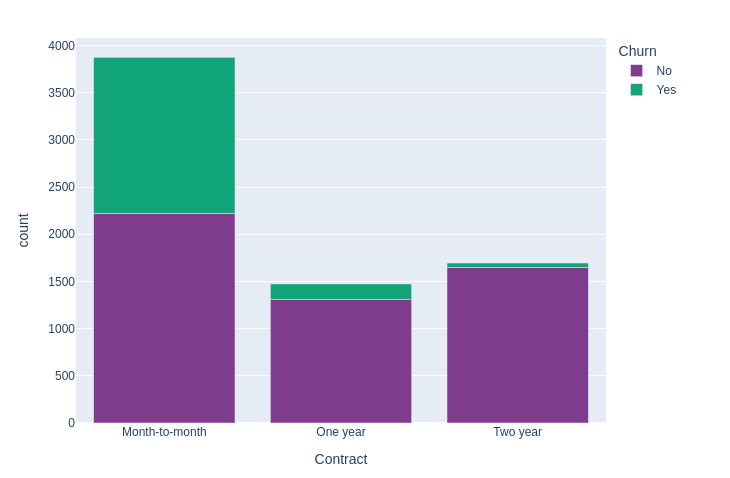 4000
3500
3000
2500
2000
1500
1000
500
0
count
Month-to-month
One year
Two year
Contract
Churn
No
Yes